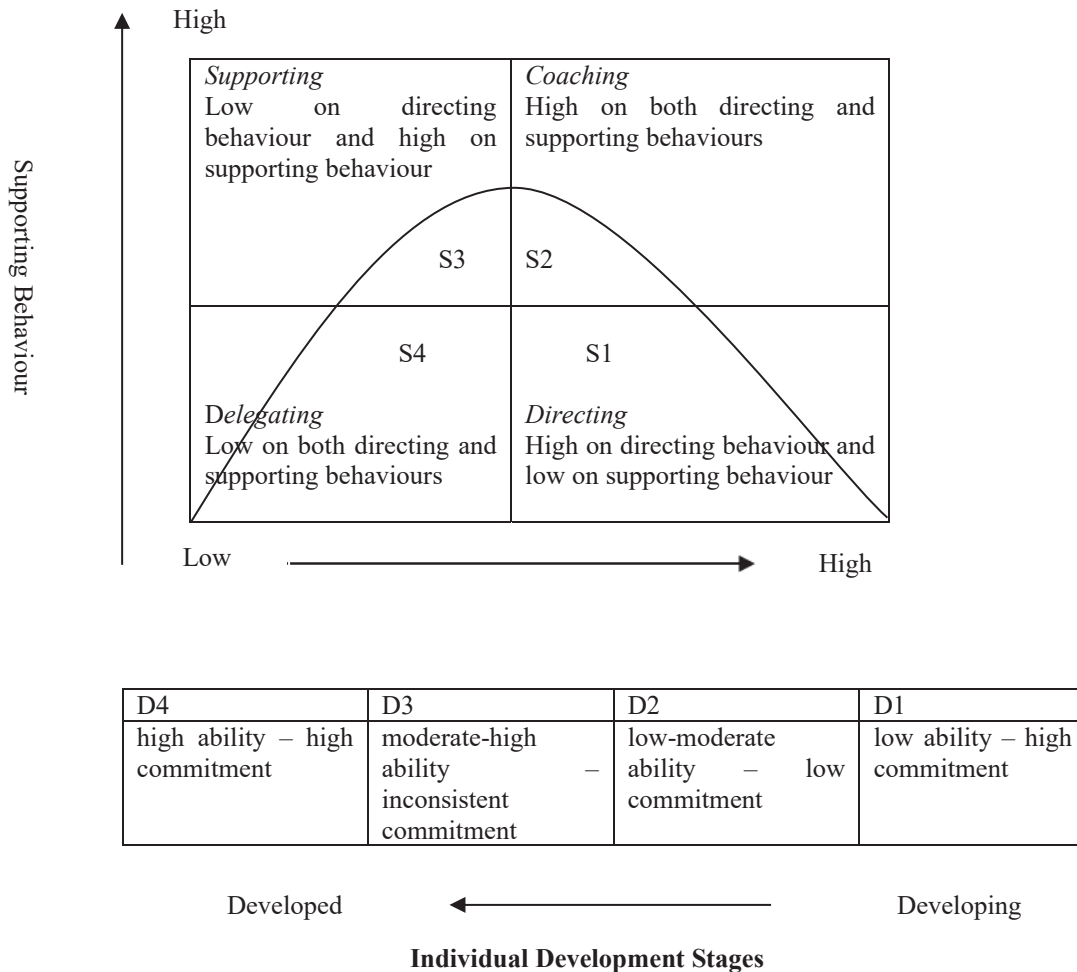 High
Supporting
Low on directing
behaviour and high on
supporting behaviour
Coaching
High on both directing and
supporting behaviours
Supporting Behaviour
S3
S2
S4
S1
Delegating
Low on both directing and
supporting behaviours
Directing
High on directing behaviour and
low on supporting behaviour
Low
High
D4
D3
D2
D1
high ability – high
commitment
moderate-high
ability –
inconsistent
commitment
low-moderate
ability – low
commitment
low ability – high
commitment
Developed
Developing
Individual Development Stages